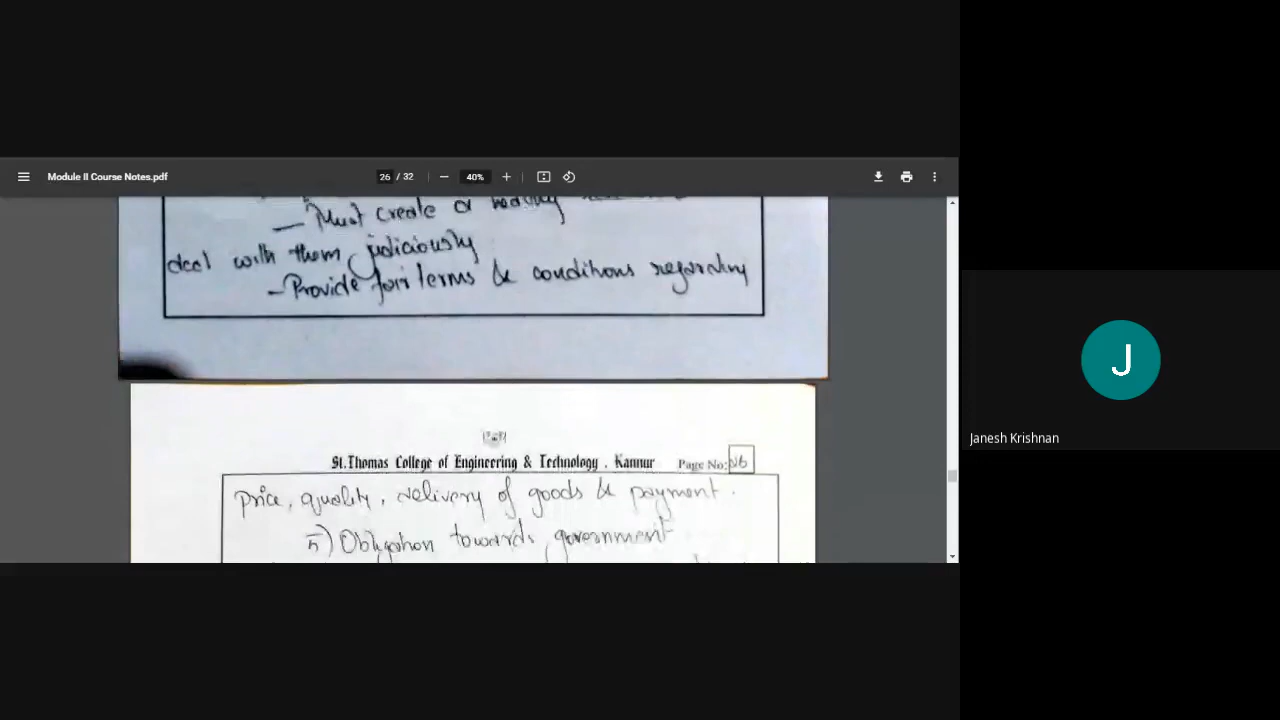 Module II Course Notes.pdf
26 / 32
40%
– Must create a healthy
deal with them judiciously
– Provide fair terms & conditions regarding
St.Thomas College of Engineering & Technology , Kannur Page No: 26
price, quality, delivery of goods & payment.
5) Obligation towards government
J
Janesh Krishnan